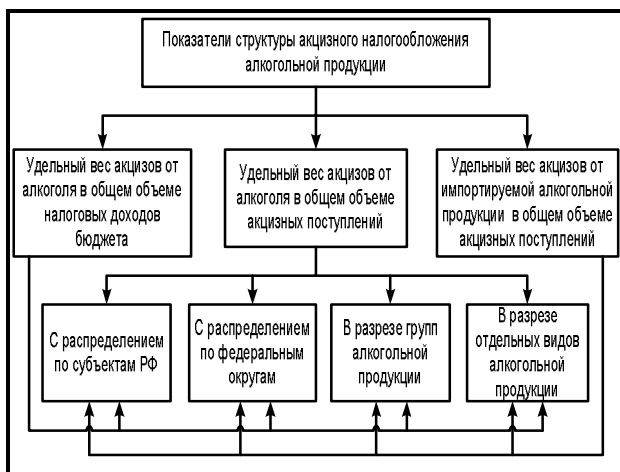 Показатели структуры акцизного налогообложения
алкогольной продукции
Удельный вес акцизов от
алкоголя в общем объеме
налоговых доходов
бюджета
Удельный вес акцизов от
алкоголя в общем объеме
акцизных поступлений
Удельный вес акцизов от
импортируемой алкогольной
продукции в общем объеме
акцизных поступлений
С распределением
по субъектам РФ
С распределением
по федеральным
округам
В разрезе групп
алкогольной
продукции
В разрезе
отдельных видов
алкогольной
продукции